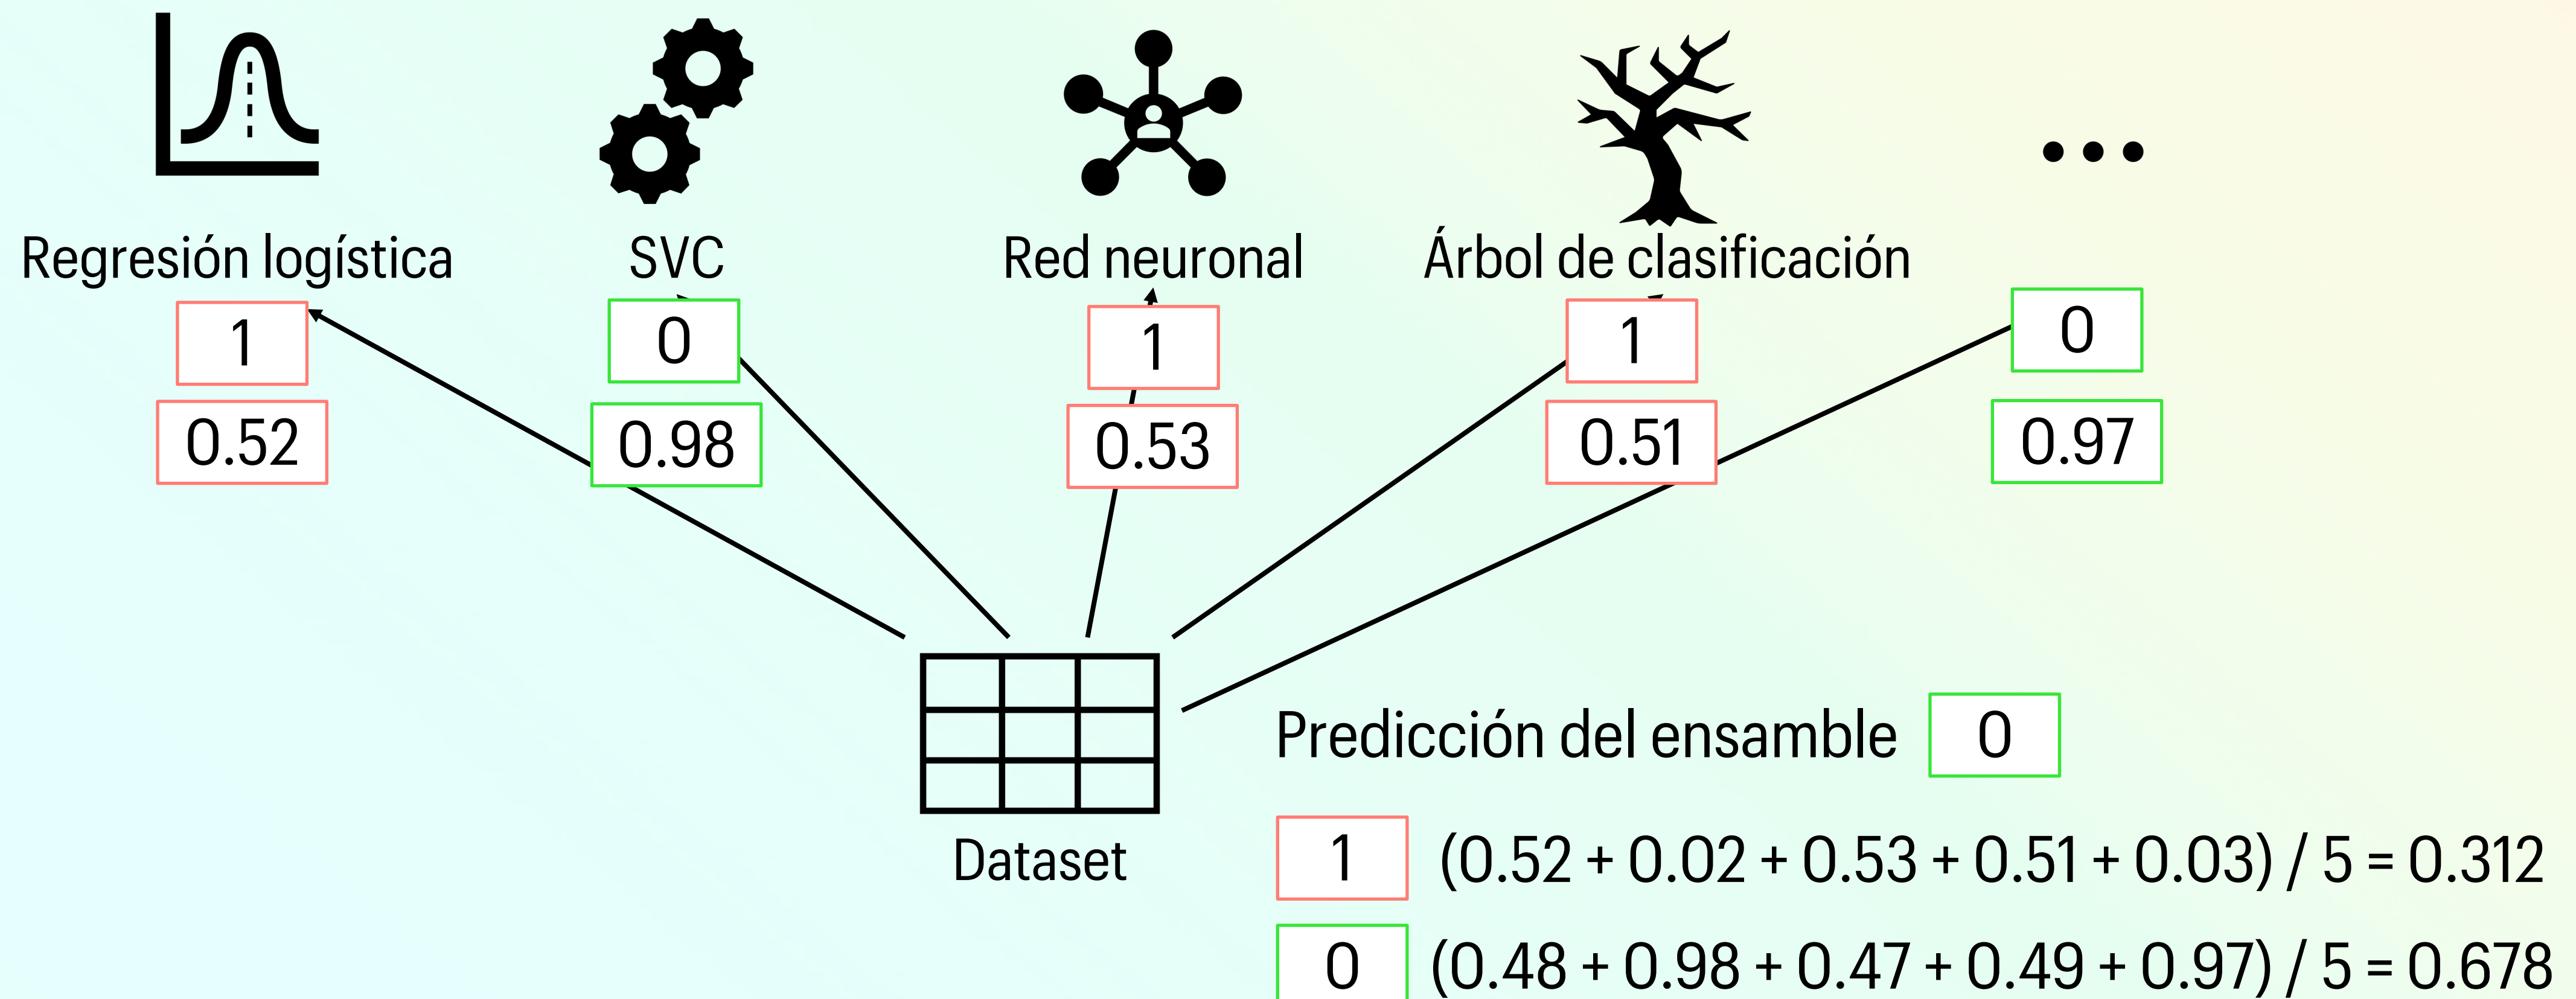 Regresión logística
SVC
Red neuronal
Árbol de clasificación
...
1
0
1
1
0
0.52
0.98
0.53
0.51
0.97
Dataset
Predicción del ensamble 0
1 (0.52 + 0.02 + 0.53 + 0.51 + 0.03) / 5 = 0.312
0 (0.48 + 0.98 + 0.47 + 0.49 + 0.97) / 5 = 0.678